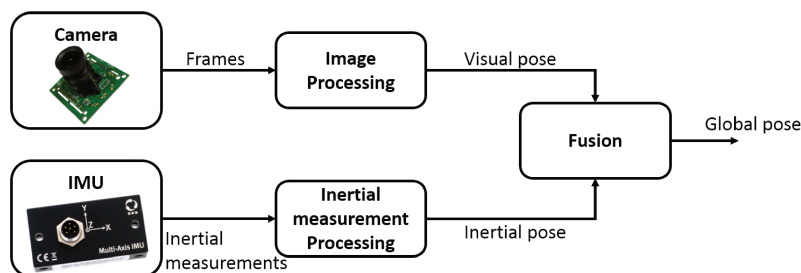 Camera
Frames
Image
Processing
Visual pose
Fusion
Global pose
IMU
Y
Z
X
Multi-Axis IMU
CE
Inertial
measurements
Inertial
measurement
Processing
Inertial pose